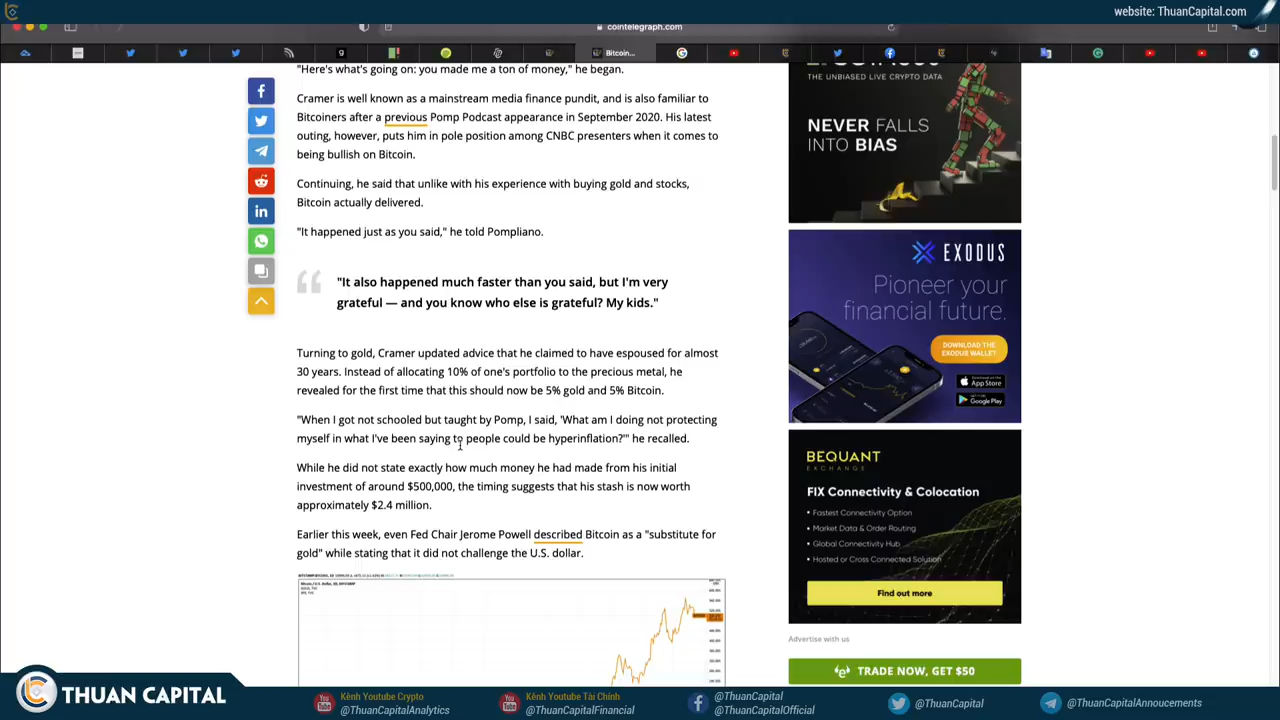 website: ThuanCapital.com
cointelegraph.com
Bitcoin...
"Here's what's going on: you made me a ton of money," he began.
Cramer is well known as a mainstream media finance pundit, and is also familiar to
Bitcoiners after a previous Pomp Podcast appearance in September 2020. His latest
outing, however, puts him in pole position among CNBC presenters when it comes to
being bullish on Bitcoin.
Continuing, he said that unlike with his experience with buying gold and stocks,
Bitcoin actually delivered.
"It happened just as you said," he told Pompliano.
"It also happened much faster than you said, but I'm very
grateful — and you know who else is grateful? My kids."
Turning to gold, Cramer updated advice that he claimed to have espoused for almost
30 years. Instead of allocating 10% of one's portfolio to the precious metal, he
revealed for the first time that this should now be 5% gold and 5% Bitcoin.
"When I got not schooled but taught by Pomp, I said, 'What am I doing not protecting
myself in what I've been saying to people could be hyperinflation?'" he recalled.
While he did not state exactly how much money he had made from his initial
investment of around $500,000, the timing suggests that his stash is now worth
approximately $2.4 million.
Earlier this week, even Fed Chair Jerome Powell described Bitcoin as a "substitute for
gold" while stating that it did not challenge the U.S. dollar.
THE UNBIASED LIVE CRYPTO DATA
NEVER FALLS
INTO BIAS
EXODUS
Pioneer your
financial future.
DOWNLOAD THE
EXODUS WALLET
Download on the
App Store
Google Play
BEQUANT
EXCHANGE
FIX Connectivity & Colocation
• Fastest Connectivity Option
• Market Data & Order Routing
• Global Connectivity Hub
• Hosted or Cross Connected Solution
Find out more
Advertise with us
TRADE NOW, GET $50
THUAN CAPITAL
Kênh Youtube Crypto
@ThuanCapitalAnalytics
Kênh Youtube Tài Chính
@ThuanCapitalFinancial
@ThuanCapital
@ThuanCapitalOfficial
@ThuanCapital
@ThuanCapitalAnnoucements